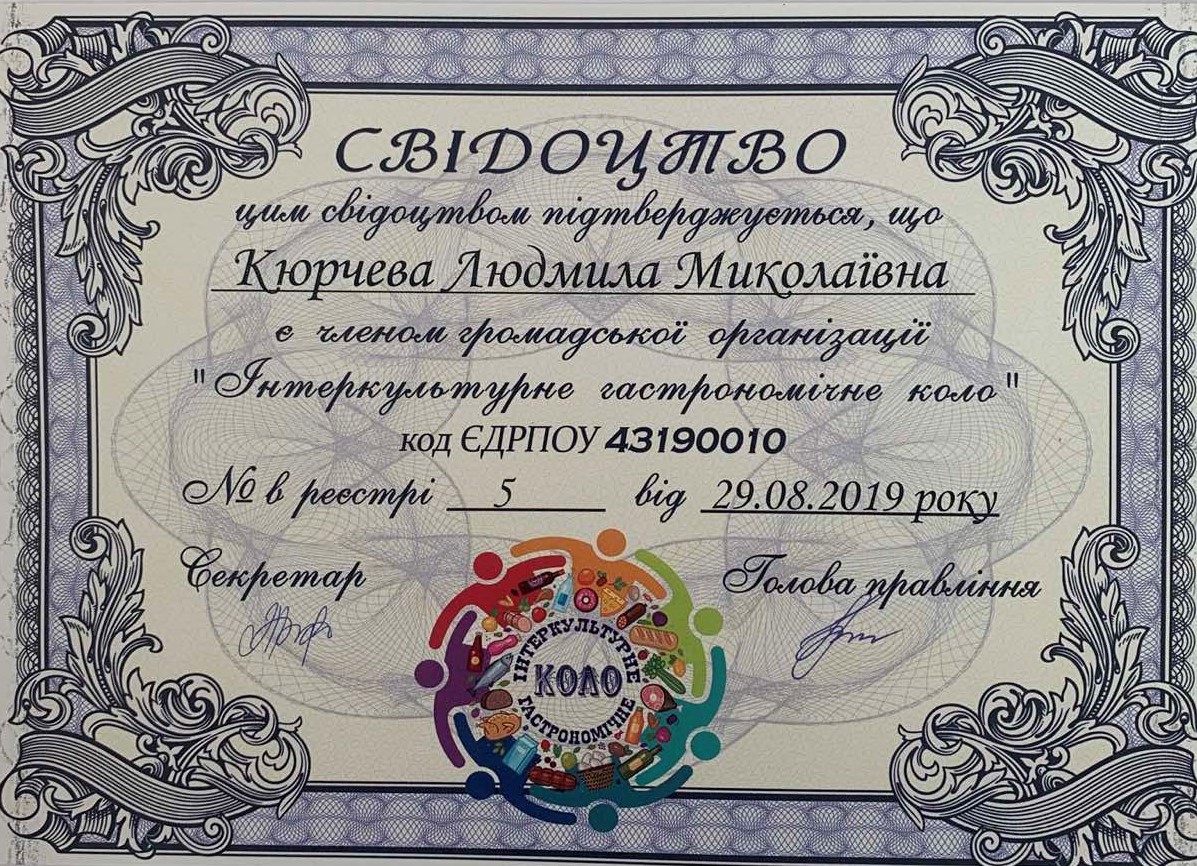 СВІДОЦТВО
цим свідоцтвом підтверджується, що
Кюрчева Людмила Миколаївна
є членом громадської організації
"Інтеркультурне гастрономічне коло"
код ЄДРПОУ 43190010
№ в реєстрі 5 від 29.08.2019 року
Секретар Голова правління
ІНТЕРКУЛЬТУРНЕ
КОЛО
ГАСТРОНОМІЧНЕ